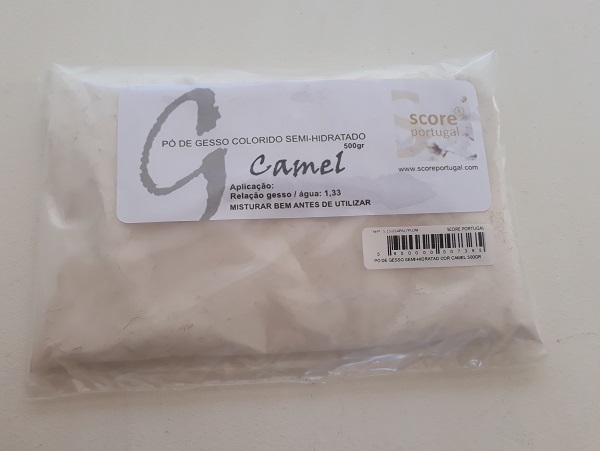 G
PÓ DE GESSO COLORIDO SEMI-HIDRATADO
500gr
Camel
Aplicação:
Relação gesso / água: 1,33
MISTURAR BEM ANTES DE UTILIZAR
score®
portugal
www.scoreportugal.com
SCORE PORTUGAL
PÓ DE GESSO SEMI-HIDRATAD COR CAMEL 500GR